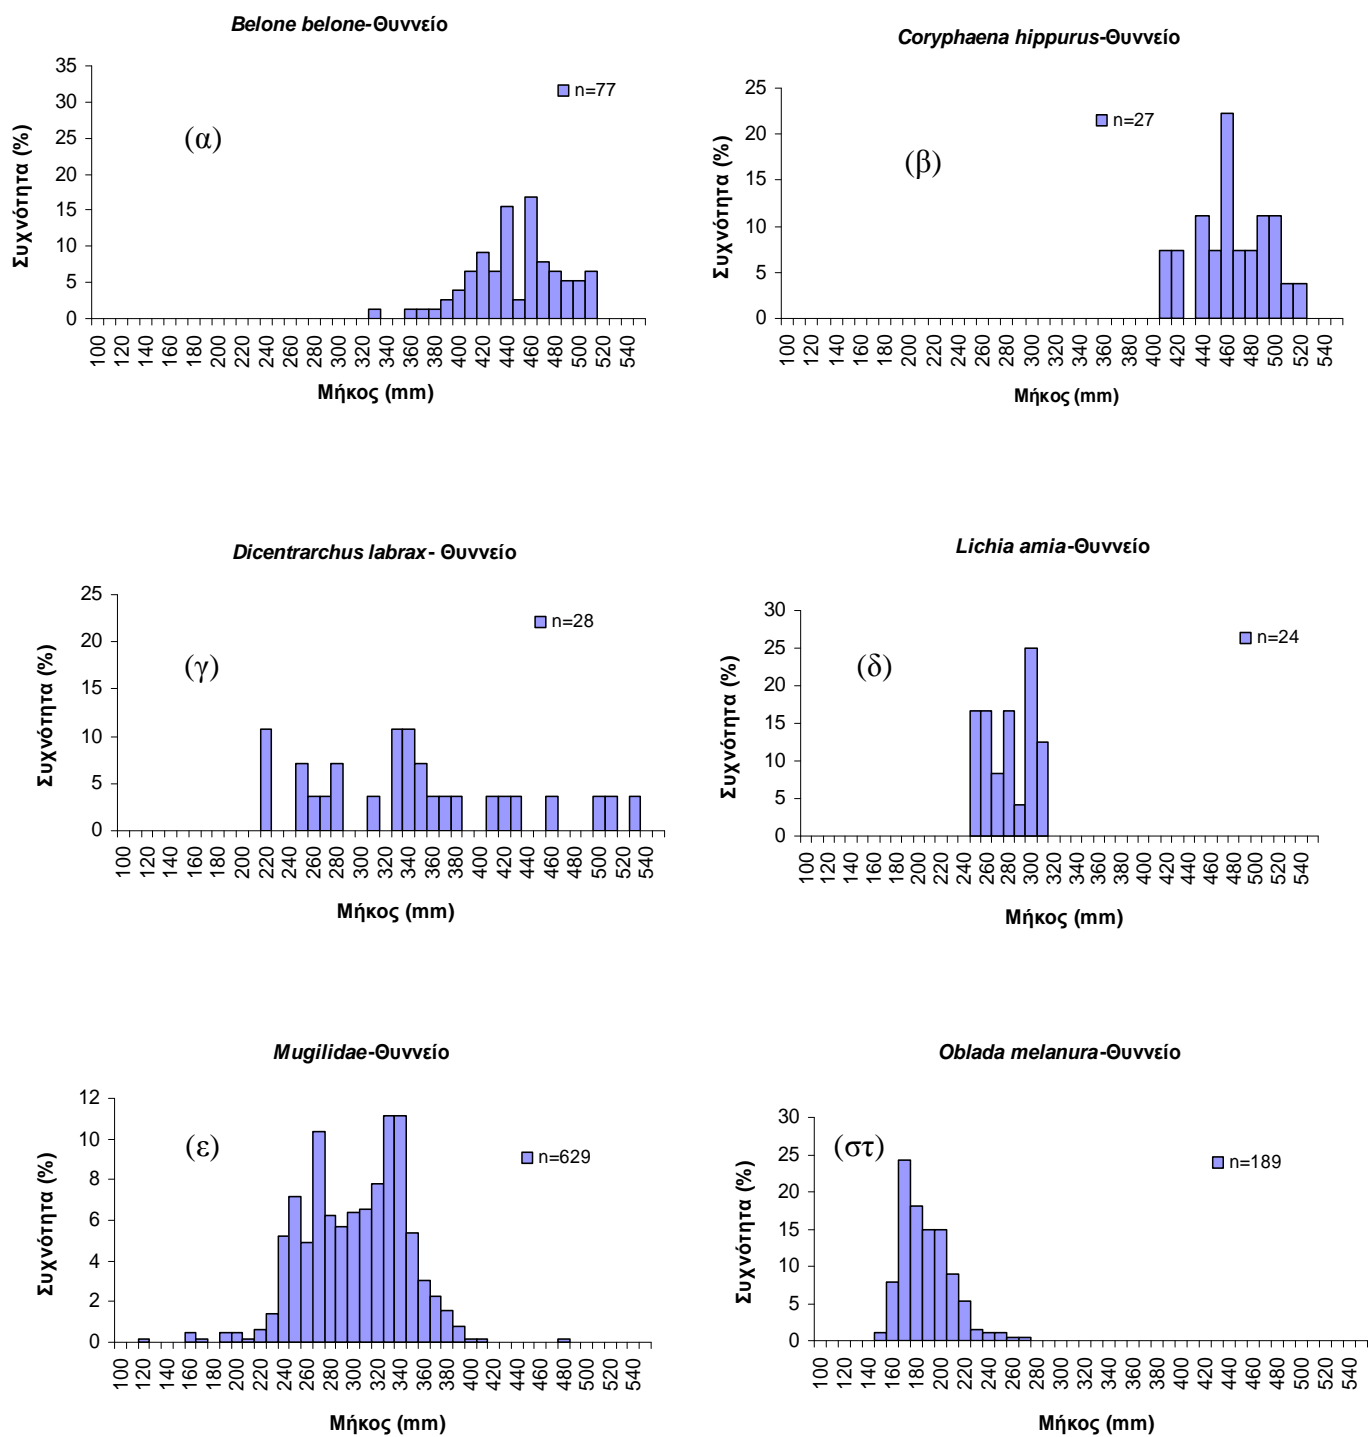 Belone belone-Θυννείο
35
30
25
20
15
10
5
0
Συχνότητα (%)
(α)
n=77
100 120 140 160 180 200 220 240 260 280 300 320 340 360 380 400 420 440 460 480 500 520 540
Μήκος (mm)
Coryphaena hippurus-Θυννείο
25
20
15
10
5
0
Συχνότητα (%)
(β)
n=27
100 120 140 160 180 200 220 240 260 280 300 320 340 360 380 400 420 440 460 480 500 520 540
Μήκος (mm)
Dicentrarchus labrax- Θυννείο
25
20
15
10
5
0
Συχνότητα (%)
(γ)
n=28
100 120 140 160 180 200 220 240 260 280 300 320 340 360 380 400 420 440 460 480 500 520 540
Μήκος (mm)
Lichia amia-Θυννείο
30
25
20
15
10
5
0
Συχνότητα (%)
(δ)
n=24
100 120 140 160 180 200 220 240 260 280 300 320 340 360 380 400 420 440 460 480 500 520 540
Μήκος (mm)
Mugilidae-Θυννείο
12
10
8
6
4
2
0
Συχνότητα (%)
(ε)
n=629
100 120 140 160 180 200 220 240 260 280 300 320 340 360 380 400 420 440 460 480 500 520 540
Μήκος (mm)
Oblada melanura-Θυννείο
30
25
20
15
10
5
0
Συχνότητα (%)
(στ)
n=189
100 120 140 160 180 200 220 240 260 280 300 320 340 360 380 400 420 440 460 480 500 520 540
Μήκος (mm)